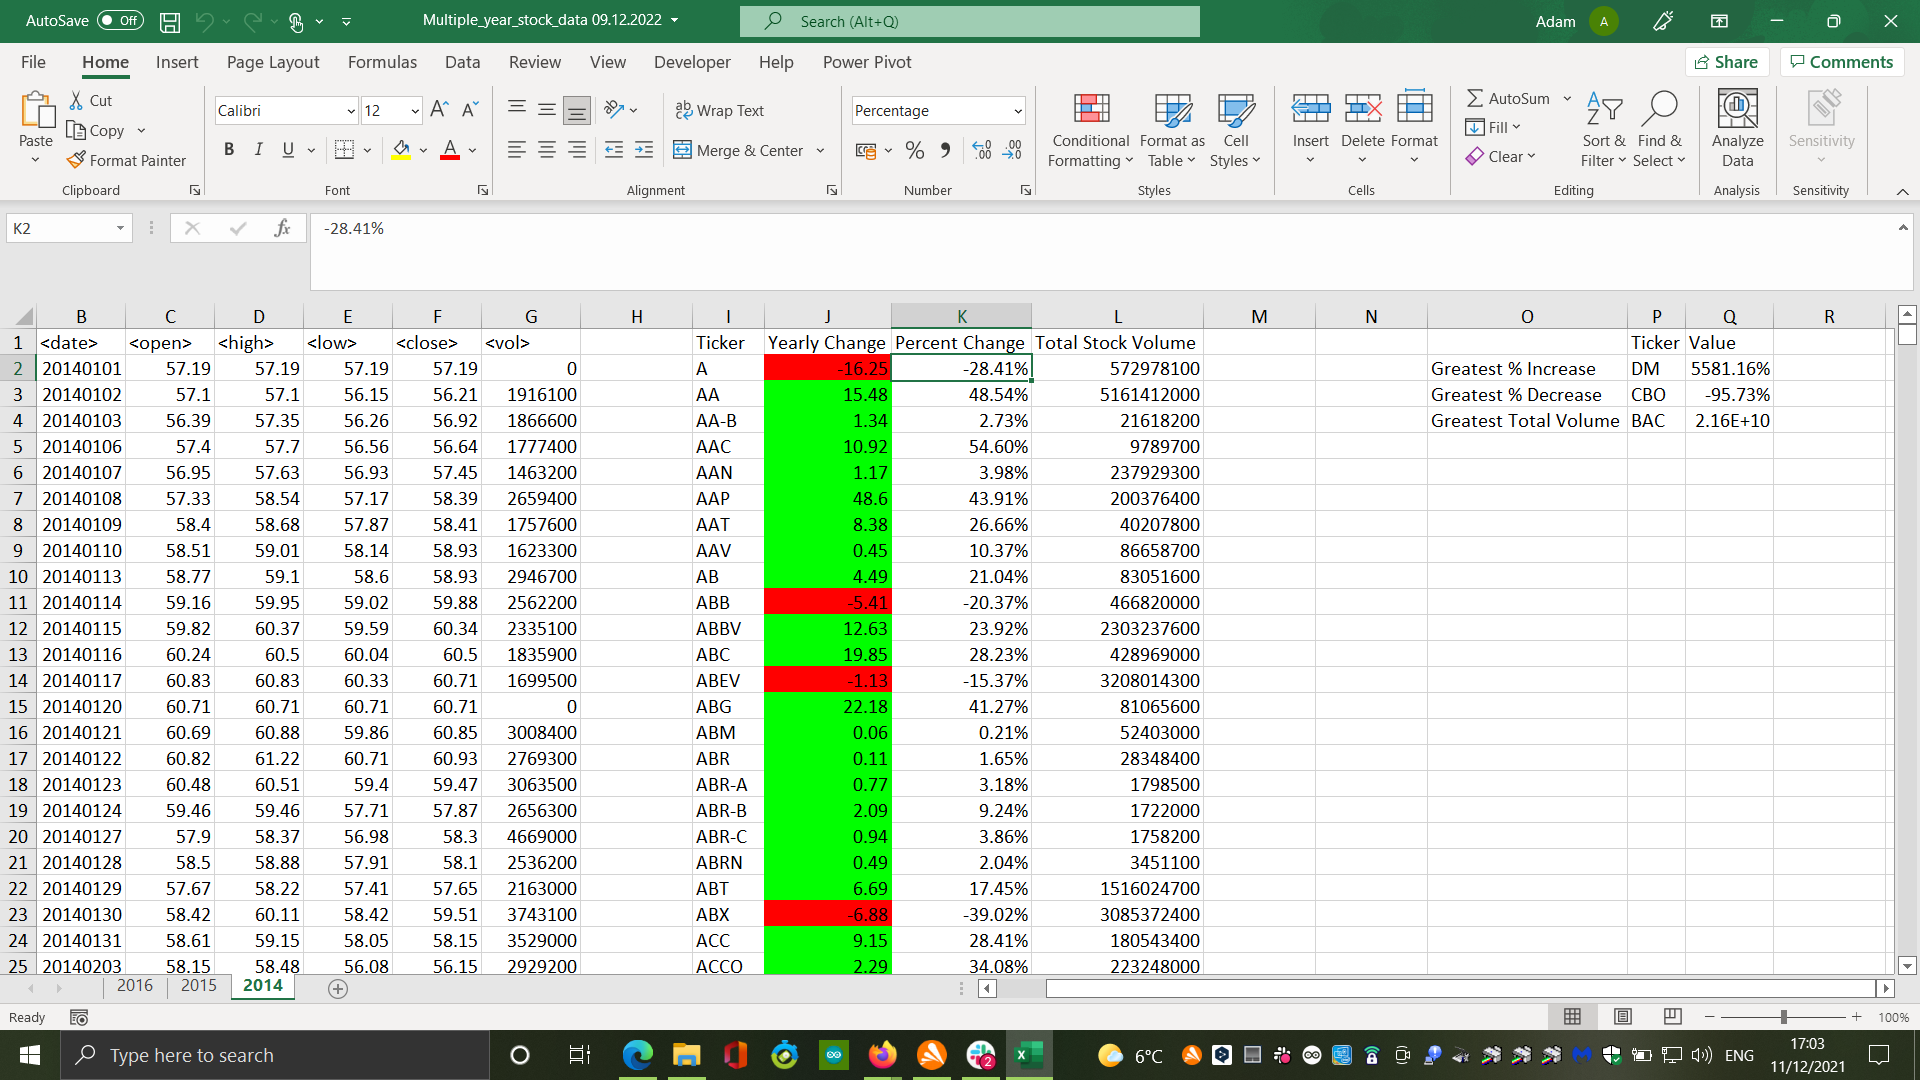 AutoSave Off Multiple_year_stock_data 09.12.2022 Search (Alt+Q) Adam A
File Home Insert Page Layout Formulas Data Review View Developer Help Power Pivot Share Comments
Paste Cut Copy Format Painter Clipboard
Calibri 12 B I U A Font
Wrap Text Merge & Center Alignment
Percentage % Number
Conditional Formatting Format as Table Cell Styles Styles
Insert Delete Format Cells
AutoSum Fill Clear Sort & Filter Find & Select Editing
Analyze Data Analysis
Sensitivity Sensitivity
K2 fx -28.41%
B C D E F G H I J K L M N O P Q R
1 <date> <open> <high> <low> <close> <vol> Ticker Yearly Change Percent Change Total Stock Volume Ticker Value
2 20140101 57.19 57.19 57.19 57.19 0 A -16.25 -28.41% 572978100 Greatest % Increase DM 5581.16%
3 20140102 57.1 57.1 56.15 56.21 1916100 AA 15.48 48.54% 5161412000 Greatest % Decrease CBO -95.73%
4 20140103 56.39 57.35 56.26 56.92 1866600 AA-B 1.34 2.73% 21618200 Greatest Total Volume BAC 2.16E+10
5 20140106 57.4 57.7 56.56 56.64 1777400 AAC 10.92 54.60% 9789700
6 20140107 56.95 57.63 56.93 57.45 1463200 AAN 1.17 3.98% 237929300
7 20140108 57.33 58.54 57.17 58.39 2659400 AAP 48.6 43.91% 200376400
8 20140109 58.4 58.68 57.87 58.41 1757600 AAT 8.38 26.66% 40207800
9 20140110 58.51 59.01 58.14 58.93 1623300 AAV 0.45 10.37% 86658700
10 20140113 58.77 59.1 58.6 58.93 2946700 AB 4.49 21.04% 83051600
11 20140114 59.16 59.95 59.02 59.88 2562200 ABB -5.41 -20.37% 466820000
12 20140115 59.82 60.37 59.59 60.34 2335100 ABBV 12.63 23.92% 2303237600
13 20140116 60.24 60.5 60.04 60.5 1835900 ABC 19.85 28.23% 428969000
14 20140117 60.83 60.83 60.33 60.71 1699500 ABEV -1.13 -15.37% 3208014300
15 20140120 60.71 60.71 60.71 60.71 0 ABG 22.18 41.27% 81065600
16 20140121 60.69 60.88 59.86 60.85 3008400 ABM 0.06 0.21% 52403000
17 20140122 60.82 61.22 60.71 60.93 2769300 ABR 0.11 1.65% 28348400
18 20140123 60.48 60.51 59.4 59.47 3063500 ABR-A 0.77 3.18% 1798500
19 20140124 59.46 59.46 57.71 57.87 2656300 ABR-B 2.09 9.24% 1722000
20 20140127 57.9 58.37 56.98 58.3 4669000 ABR-C 0.94 3.86% 1758200
21 20140128 58.5 58.88 57.91 58.1 2536200 ABRN 0.49 2.04% 3451100
22 20140129 57.67 58.22 57.41 57.65 2163000 ABT 6.69 17.45% 1516024700
23 20140130 58.42 60.11 58.42 59.51 3743100 ABX -6.88 -39.02% 3085372400
24 20140131 58.61 59.15 58.05 58.15 3529000 ACC 9.15 28.41% 180543400
25 20140203 58.15 58.48 56.08 56.15 2929200 ACCO 2.29 34.08% 223248000
2016 2015 2014
Ready 100%
Type here to search 2 6°C ENG 17:03
11/12/2021